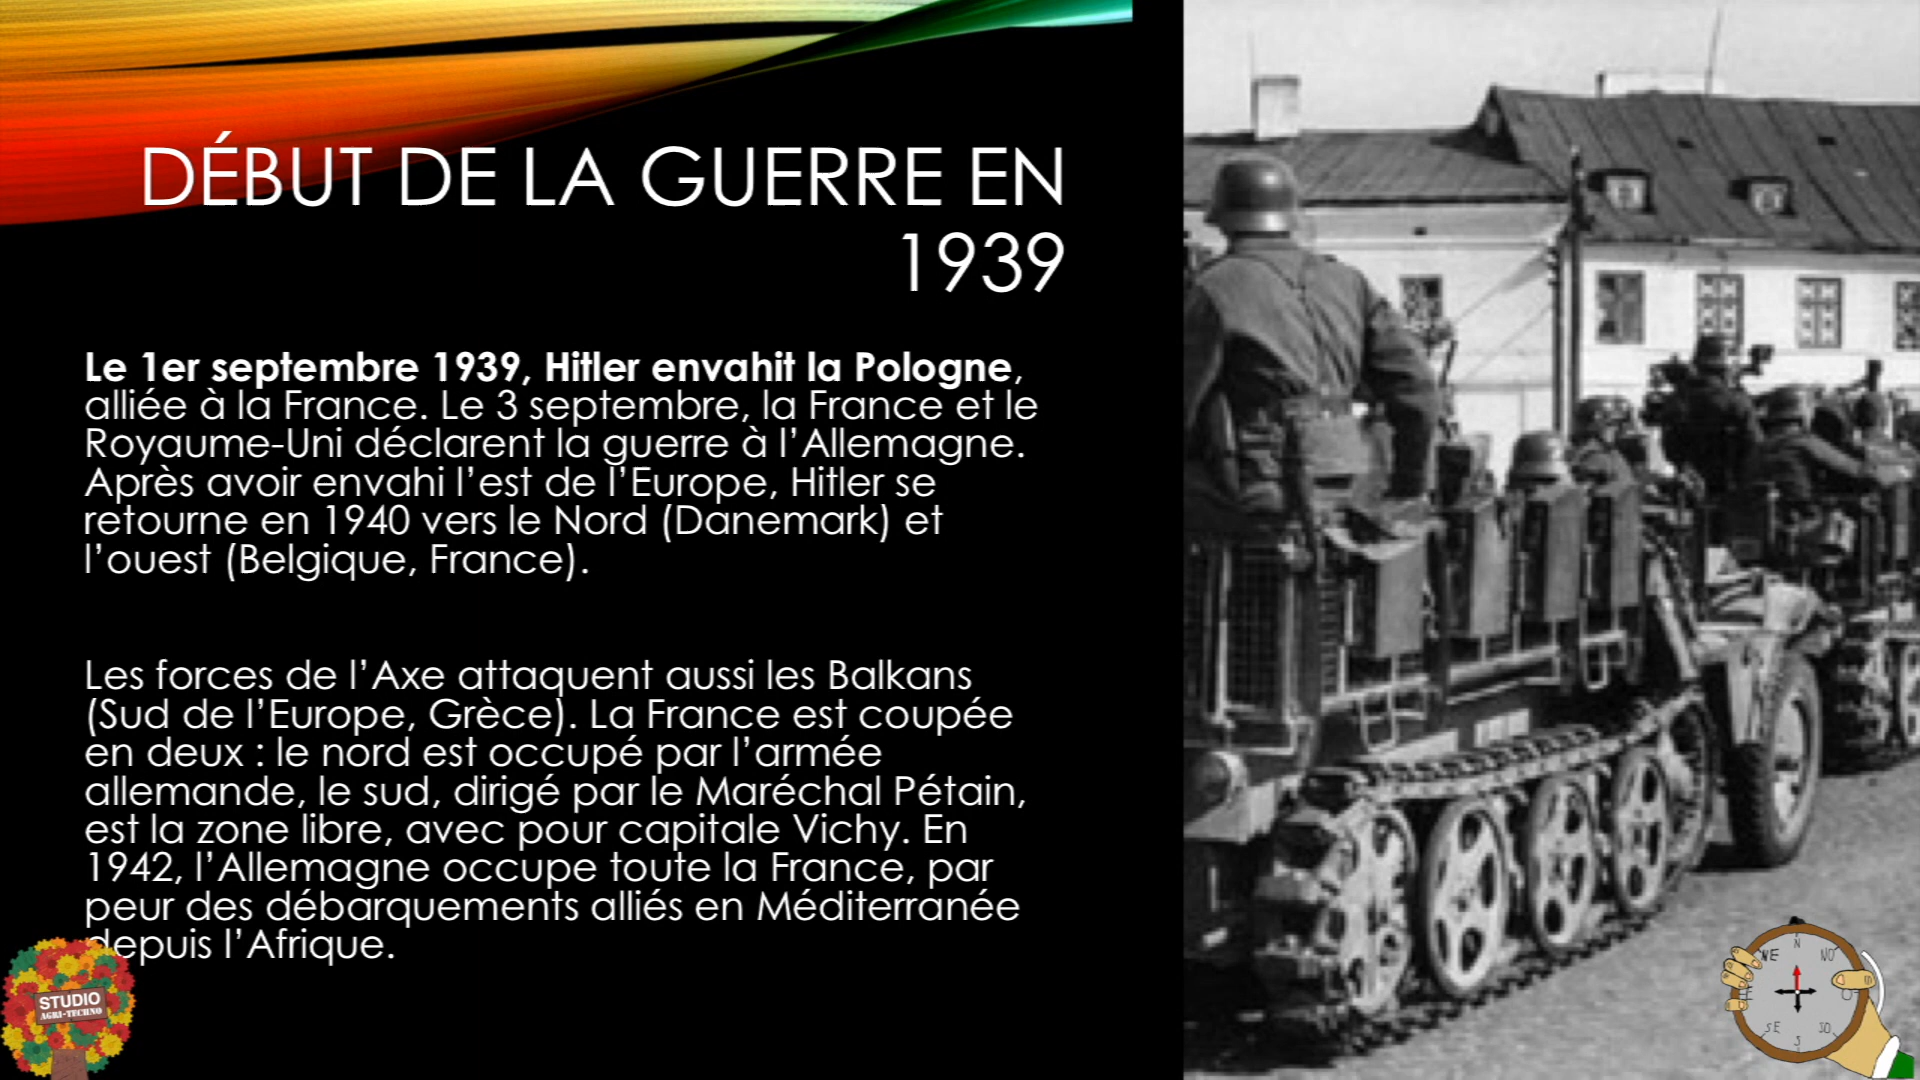 DÉBUT DE LA GUERRE EN
1939
Le 1er septembre 1939, Hitler envahit la Pologne,
alliée à la France. Le 3 septembre, la France et le
Royaume-Uni déclarent la guerre à l’Allemagne.
Après avoir envahi l’est de l’Europe, Hitler se
retourne en 1940 vers le Nord (Danemark) et
l’ouest (Belgique, France).
Les forces de l’Axe attaquent aussi les Balkans
(Sud de l’Europe, Grèce). La France est coupée
en deux : le nord est occupé par l’armée
allemande, le sud, dirigé par le Maréchal Pétain,
est la zone libre, avec pour capitale Vichy. En
1942, l’Allemagne occupe toute la France, par
peur des débarquements alliés en Méditerranée
depuis l’Afrique.
STUDIO
AGRI-TECHNO
N
NE
NO
SE
SO
S